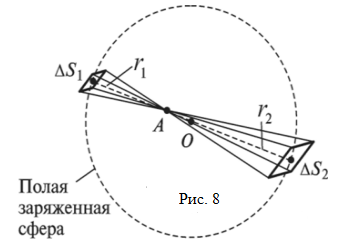 ΔS₁
r₁
A
O
r₂
ΔS₂
Полая
заряженная
сфера
Рис. 8